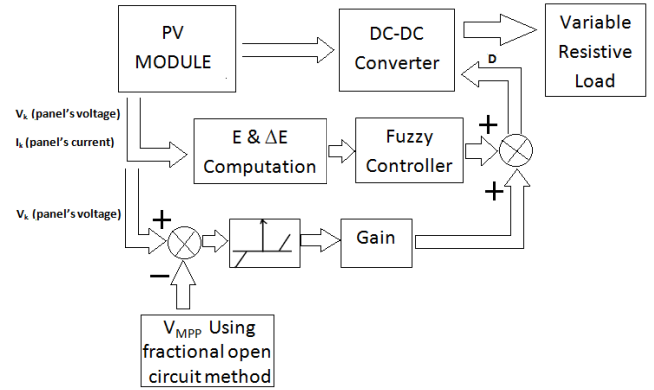 PV
MODULE
DC-DC
Converter
Variable
Resistive
Load
D
Vₖ (panel's voltage)
Iₖ (panel's current)
E & ΔE
Computation
Fuzzy
Controller
+
+
Vₖ (panel's voltage)
+
−
Gain
V_MPP Using
fractional open
circuit method